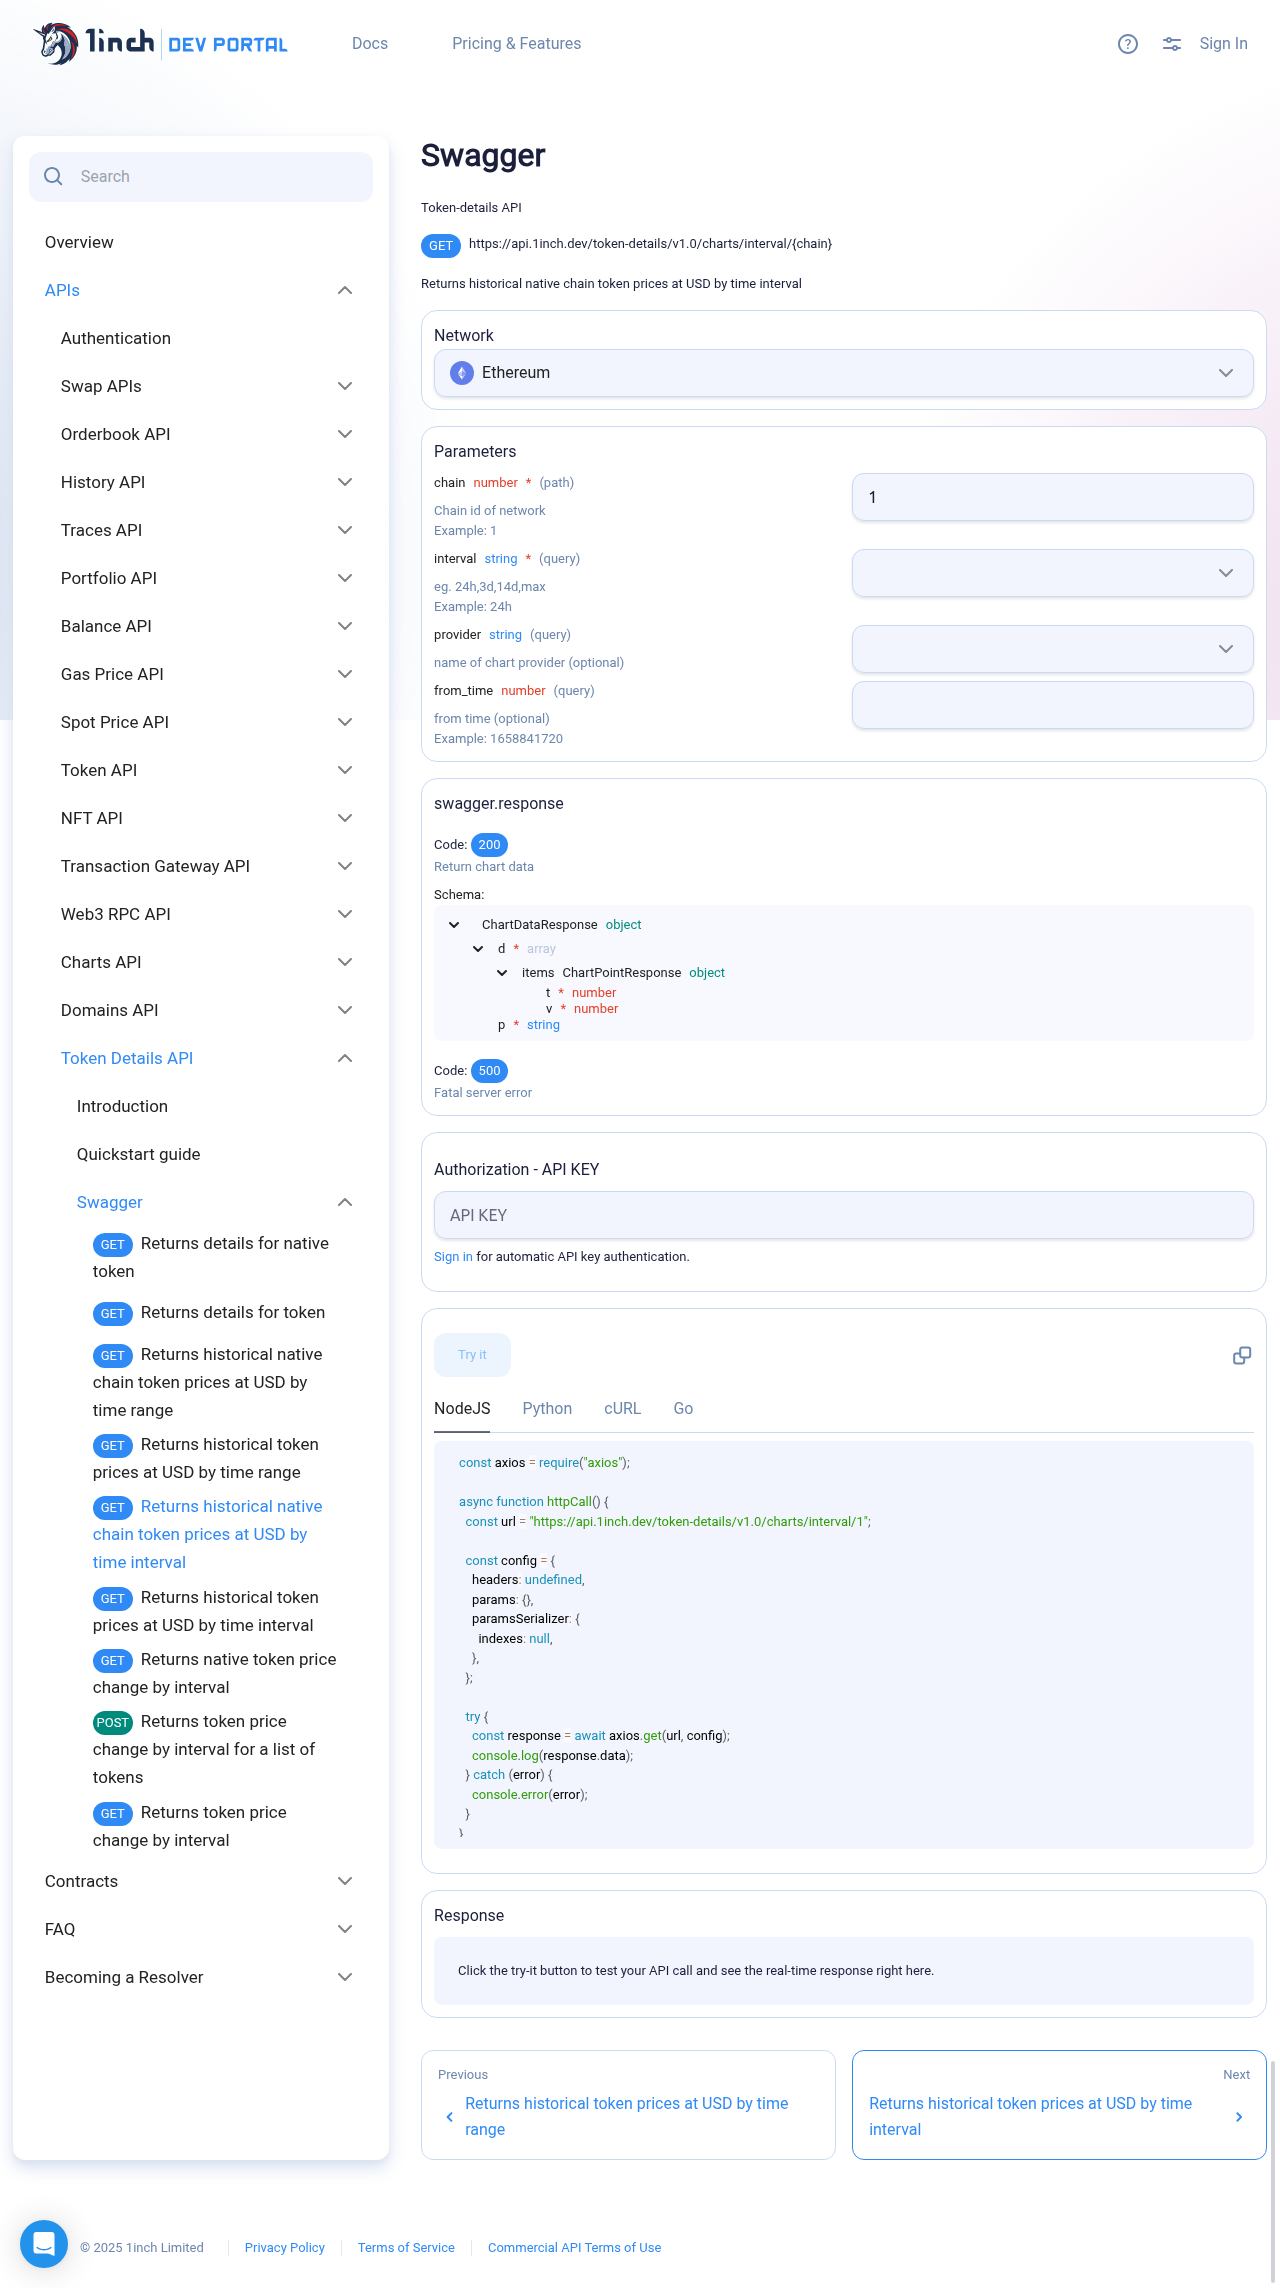 1inch DEV PORTAL
Docs
Pricing & Features
Sign In
Search
Overview
APIs
Authentication
Swap APIs
Orderbook API
History API
Traces API
Portfolio API
Balance API
Gas Price API
Spot Price API
Token API
NFT API
Transaction Gateway API
Web3 RPC API
Charts API
Domains API
Token Details API
Introduction
Quickstart guide
Swagger
GET Returns details for native
token
GET Returns details for token
GET Returns historical native
chain token prices at USD by
time range
GET Returns historical token
prices at USD by time range
GET Returns historical native
chain token prices at USD by
time interval
GET Returns historical token
prices at USD by time interval
GET Returns native token price
change by interval
POST Returns token price
change by interval for a list of
tokens
GET Returns token price
change by interval
Contracts
FAQ
Becoming a Resolver
Swagger
Token-details API
GET https://api.1inch.dev/token-details/v1.0/charts/interval/{chain}
Returns historical native chain token prices at USD by time interval
Network
Ethereum
Parameters
chain number * (path)
1
Chain id of network
Example: 1
interval string * (query)
eg. 24h,3d,14d,max
Example: 24h
provider string (query)
name of chart provider (optional)
from_time number (query)
from time (optional)
Example: 1658841720
swagger.response
Code: 200
Return chart data
Schema:
ChartDataResponse object
d * array
items ChartPointResponse object
t * number
v * number
p * string
Code: 500
Fatal server error
Authorization - API KEY
API KEY
Sign in for automatic API key authentication.
Try it
NodeJS Python cURL Go
const axios = require("axios");
async function httpCall() {
const url = "https://api.1inch.dev/token-details/v1.0/charts/interval/1";
const config = {
headers: undefined,
params: {},
paramsSerializer: {
indexes: null,
},
};
try {
const response = await axios.get(url, config);
console.log(response.data);
} catch (error) {
console.error(error);
}
}
Response
Click the try-it button to test your API call and see the real-time response right here.
Previous
Returns historical token prices at USD by time
range
Next
Returns historical token prices at USD by time
interval
© 2025 1inch Limited
Privacy Policy
Terms of Service
Commercial API Terms of Use